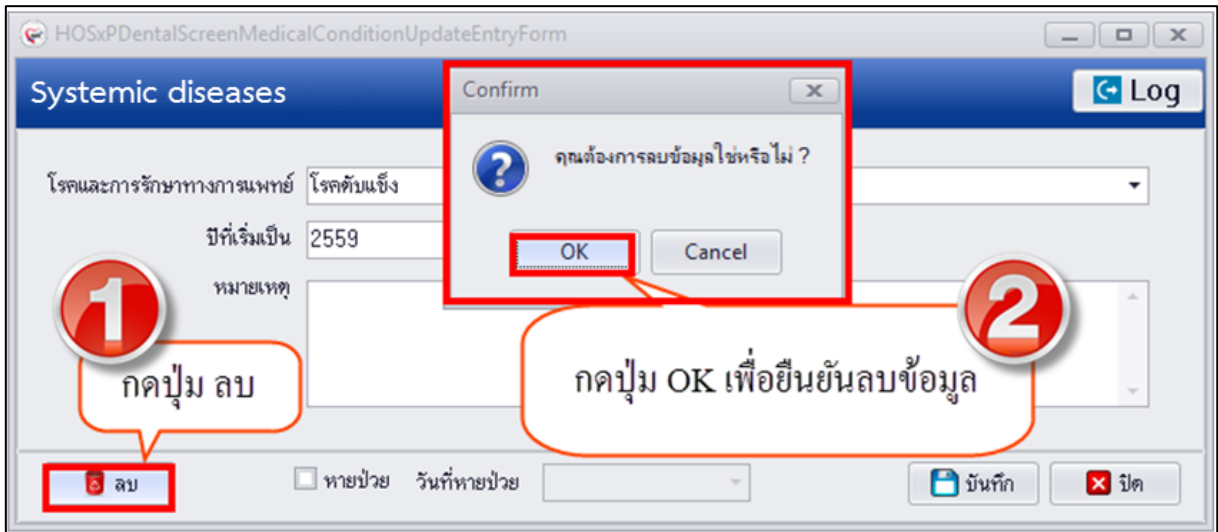 HOSxPDentalScreenMedicalConditionUpdateEntryForm
Systemic diseases
Log
Confirm
คุณต้องการลบข้อมูลใช่หรือไม่ ?
OK
Cancel
โรคและการรักษาทางการแพทย์
โรคตับแข็ง
ปีที่เริ่มเป็น
2559
หมายเหตุ
1
กดปุ่ม ลบ
2
กดปุ่ม OK เพื่อยืนยันลบข้อมูล
ลบ
หายป่วย
วันที่หายป่วย
บันทึก
ปิด